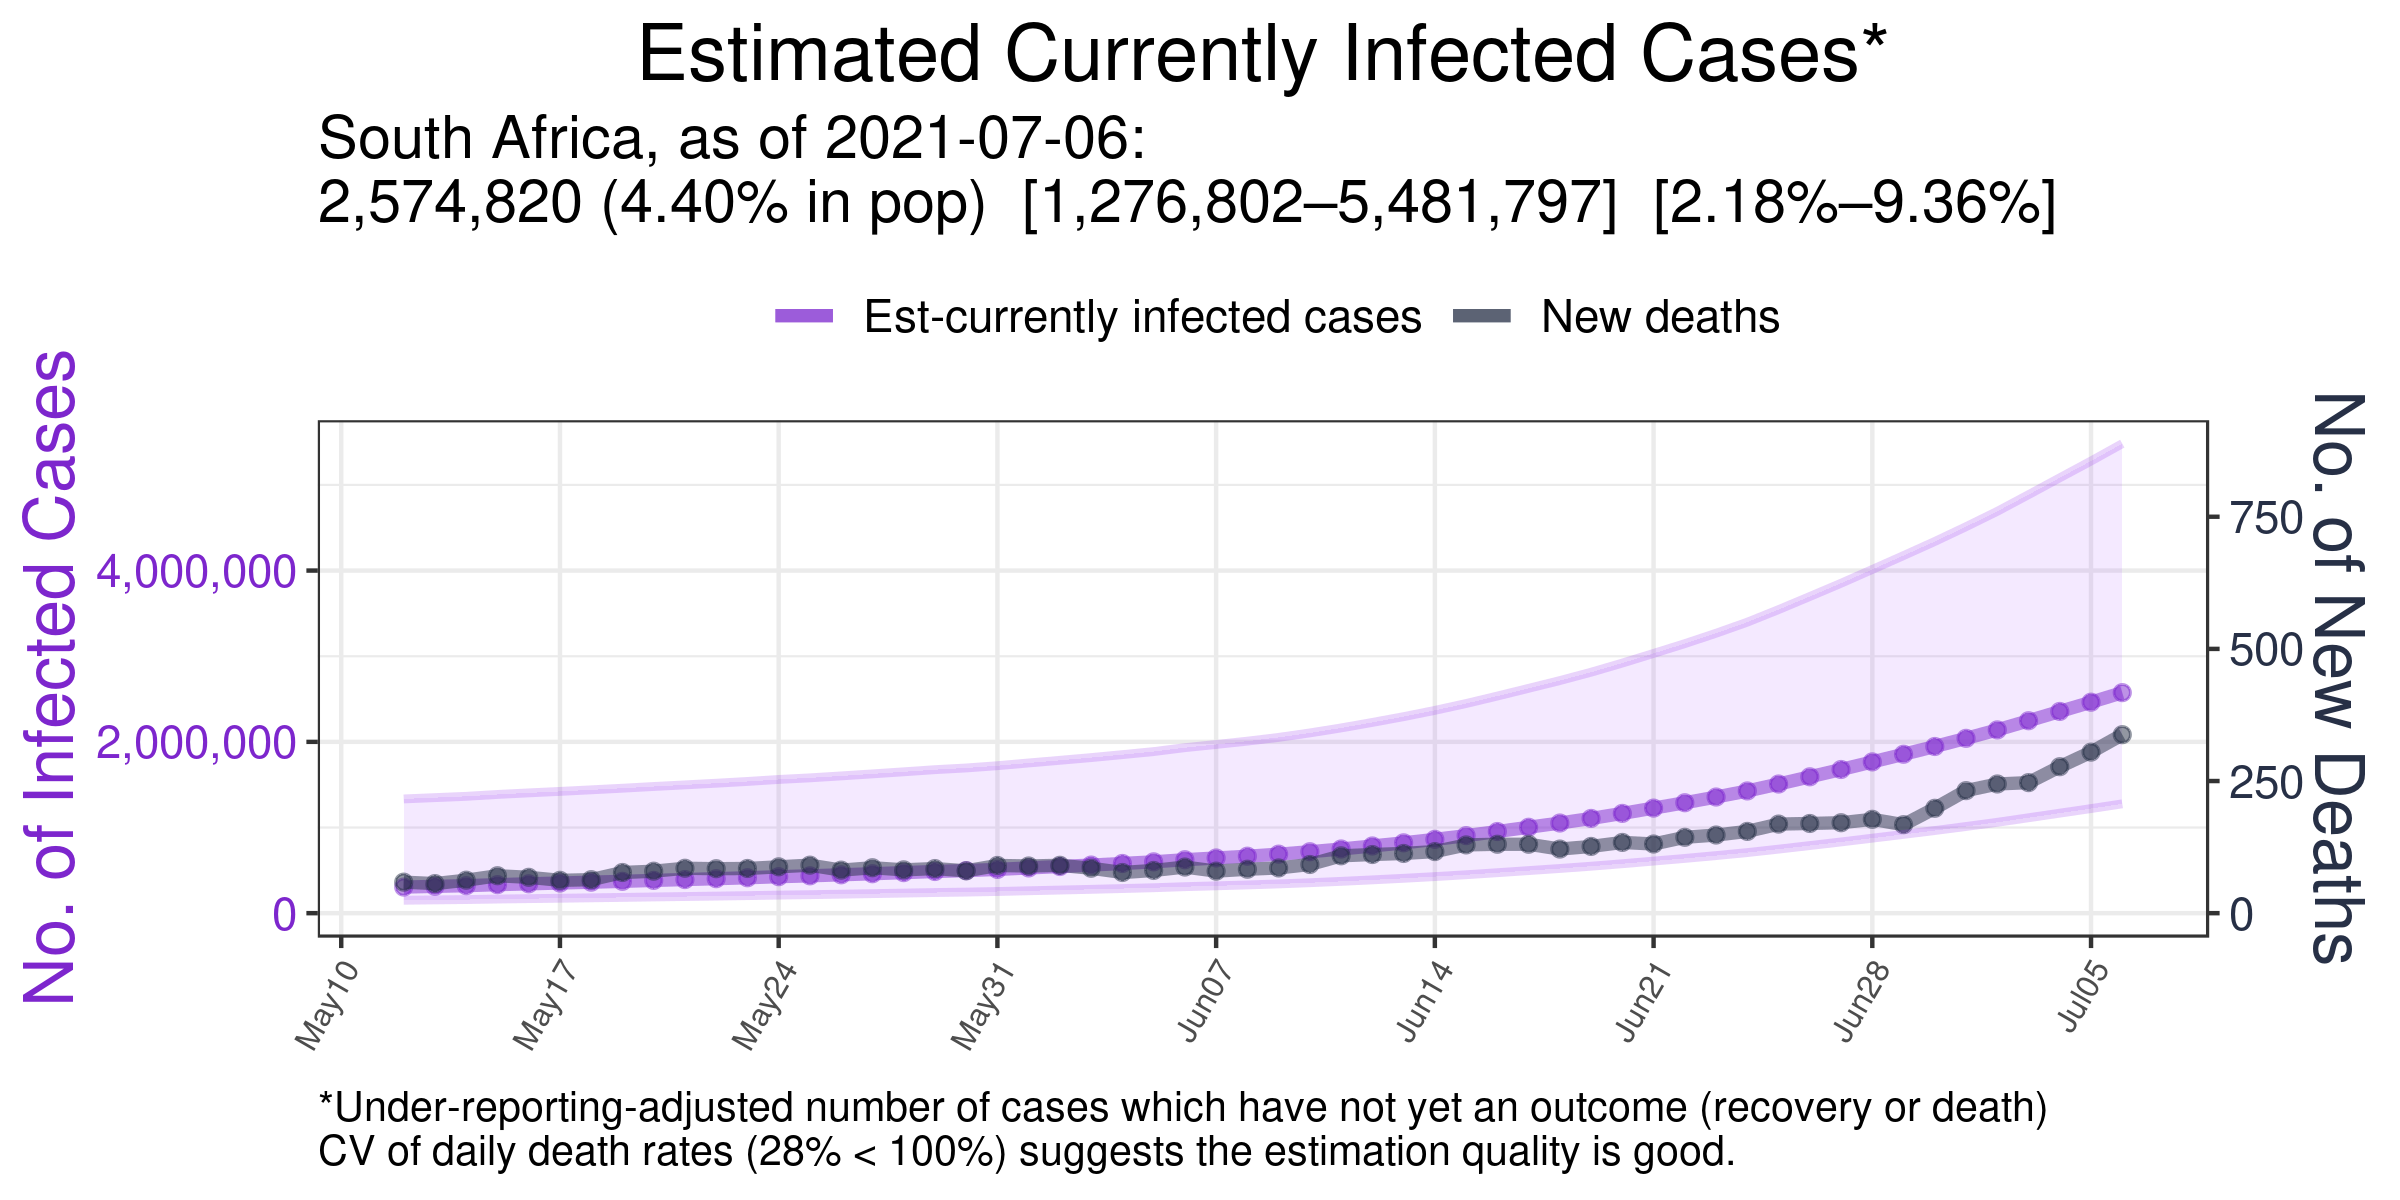 Estimated Currently Infected Cases*
South Africa, as of 2021-07-06:
2,574,820 (4.40% in pop)  [1,276,802–5,481,797]  [2.18%–9.36%]
Est-currently infected cases
New deaths
No. of Infected Cases
4,000,000
2,000,000
0
No. of New Deaths
750
500
250
0
May10
May17
May24
May31
Jun07
Jun14
Jun21
Jun28
Jul05
*Under-reporting-adjusted number of cases which have not yet an outcome (recovery or death)
CV of daily death rates (28% < 100%) suggests the estimation quality is good.